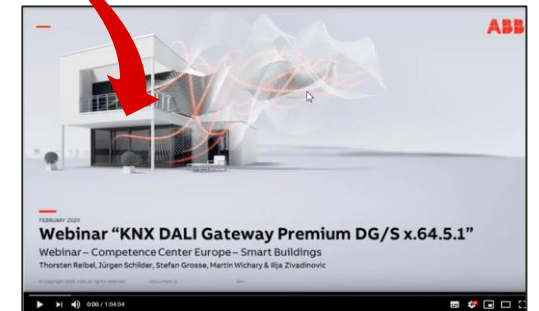 ABB
FEBRUARY 2020
Webinar “KNX DALI Gateway Premium DG/S x.64.5.1”
Webinar – Competence Center Europe – Smart Buildings
Thorsten Reibel, Jürgen Schilder, Stefan Grosse, Martin Wichary & Ilija Zivadinovic
0:00 / 1:04:04